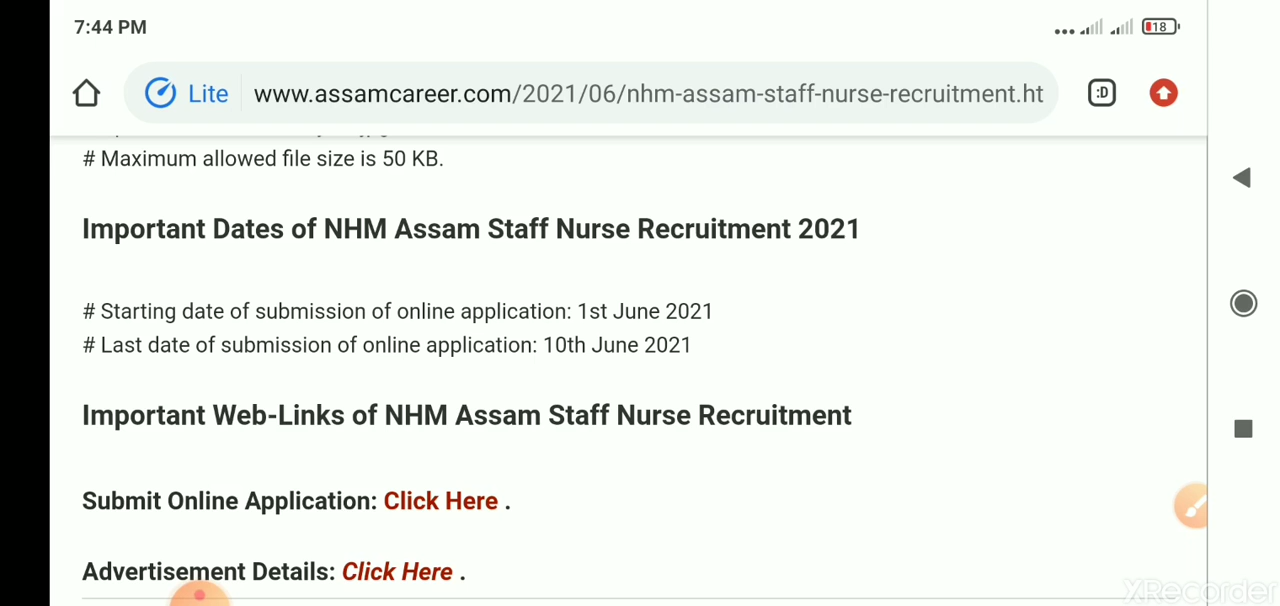 7:44 PM
18
Lite www.assamcareer.com/2021/06/nhm-assam-staff-nurse-recruitment.ht :D
# Maximum allowed file size is 50 KB.
Important Dates of NHM Assam Staff Nurse Recruitment 2021
# Starting date of submission of online application: 1st June 2021
# Last date of submission of online application: 10th June 2021
Important Web-Links of NHM Assam Staff Nurse Recruitment
Submit Online Application: Click Here .
Advertisement Details: Click Here .
XRecorder